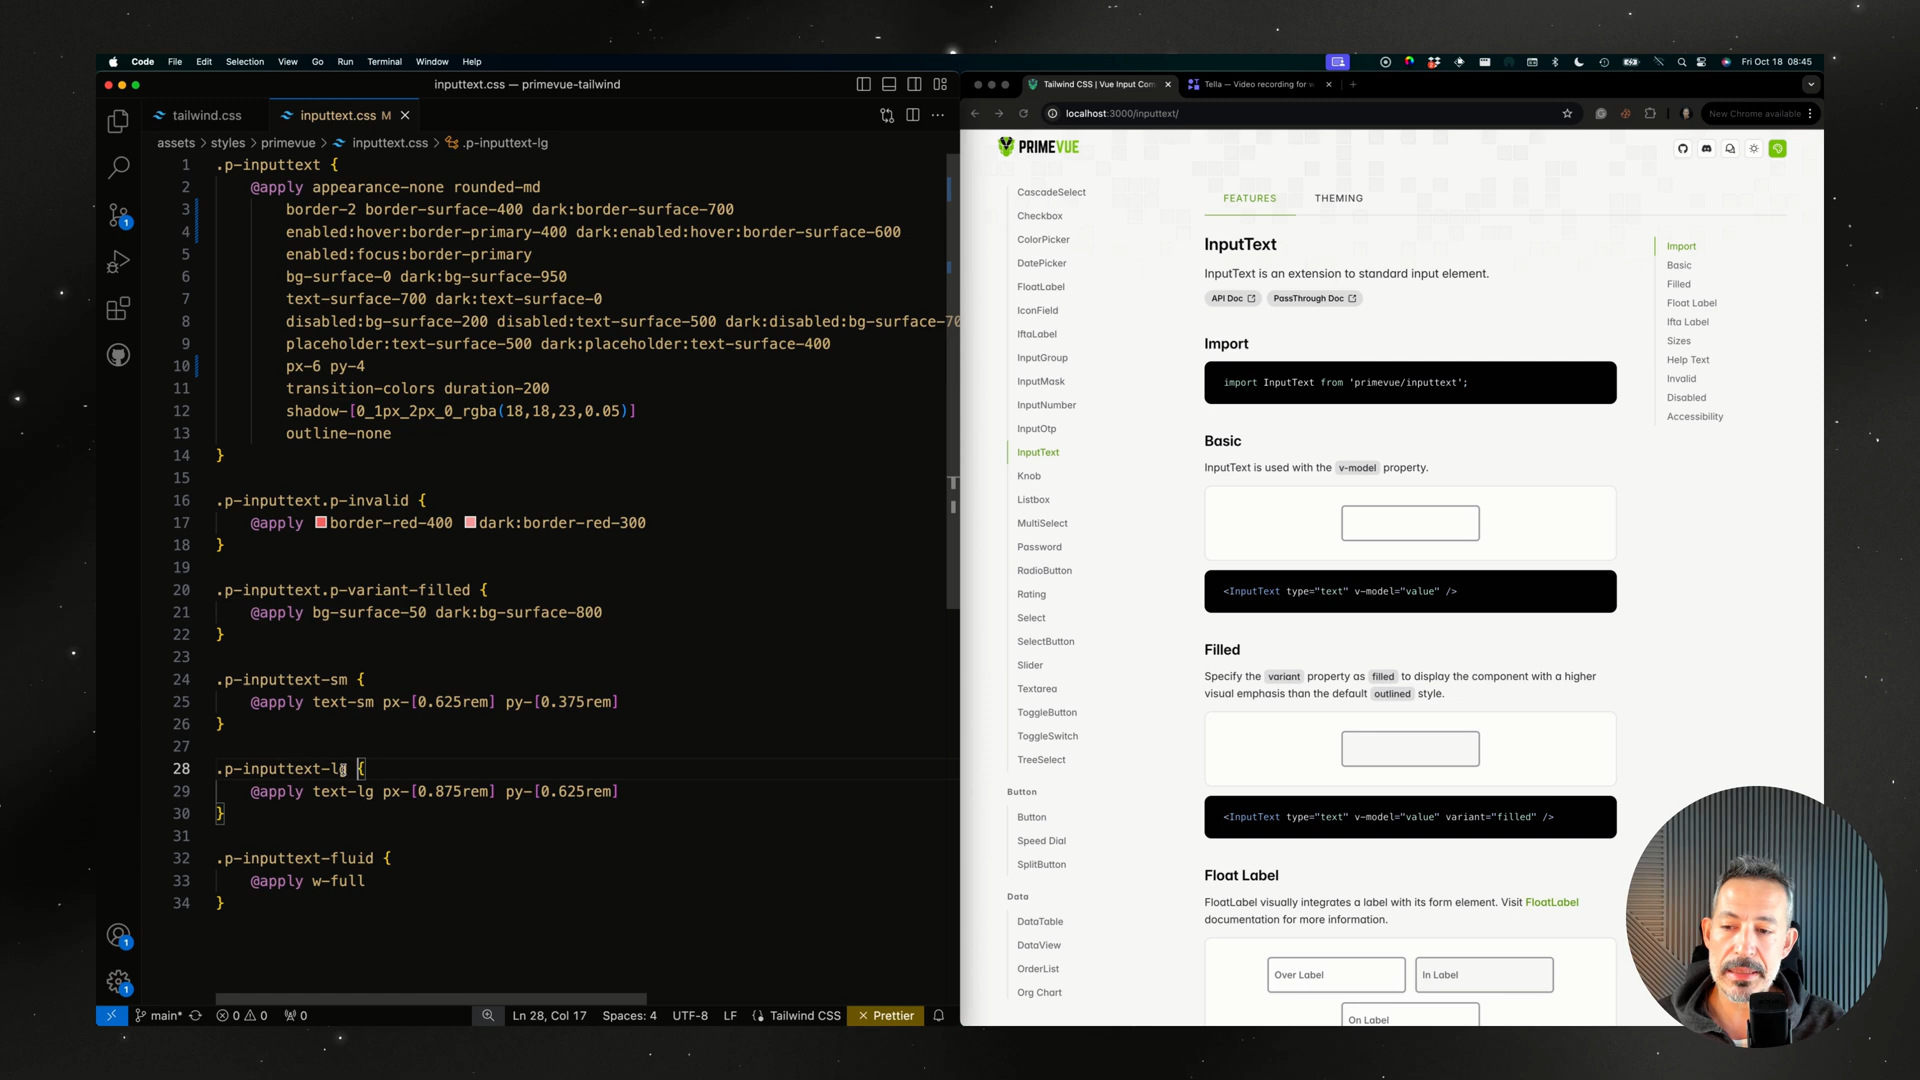 Code File Edit Selection View Go Run Terminal Window Help
Fri Oct 18 08:45
inputtext.css — primevue-tailwind
tailwind.css
inputtext.css M
assets > styles > primevue > inputtext.css > .p-inputtext-lg
1 .p-inputtext {
2 @apply appearance-none rounded-md
3 border-2 border-surface-400 dark:border-surface-700
4 enabled:hover:border-primary-400 dark:enabled:hover:border-surface-600
5 enabled:focus:border-primary
6 bg-surface-0 dark:bg-surface-950
7 text-surface-700 dark:text-surface-0
8 disabled:bg-surface-200 disabled:text-surface-500 dark:disabled:bg-surface-70
9 placeholder:text-surface-500 dark:placeholder:text-surface-400
10 px-6 py-4
11 transition-colors duration-200
12 shadow-[0_1px_2px_0_rgba(18,18,23,0.05)]
13 outline-none
14 }
15
16 .p-inputtext.p-invalid {
17 @apply border-red-400 dark:border-red-300
18 }
19
20 .p-inputtext.p-variant-filled {
21 @apply bg-surface-50 dark:bg-surface-800
22 }
23
24 .p-inputtext-sm {
25 @apply text-sm px-[0.625rem] py-[0.375rem]
26 }
27
28 .p-inputtext-lg {
29 @apply text-lg px-[0.875rem] py-[0.625rem]
30 }
31
32 .p-inputtext-fluid {
33 @apply w-full
34 }
1
1
1
main* 0 0 0
Ln 28, Col 17 Spaces: 4 UTF-8 LF Tailwind CSS Prettier
Tailwind CSS | Vue Input Com
Tella — Video recording for w
localhost:3000/inputtext/
New Chrome available
PRIMEVUE
CascadeSelect
Checkbox
ColorPicker
DatePicker
FloatLabel
IconField
IftaLabel
InputGroup
InputMask
InputNumber
InputOtp
InputText
Knob
Listbox
MultiSelect
Password
RadioButton
Rating
Select
SelectButton
Slider
Textarea
ToggleButton
ToggleSwitch
TreeSelect
Button
Button
Speed Dial
SplitButton
Data
DataTable
DataView
OrderList
Org Chart
FEATURES
THEMING
InputText
InputText is an extension to standard input element.
API Doc
PassThrough Doc
Import
import InputText from 'primevue/inputtext';
Basic
InputText is used with the v-model property.
<InputText type="text" v-model="value" />
Filled
Specify the variant property as filled to display the component with a higher
visual emphasis than the default outlined style.
<InputText type="text" v-model="value" variant="filled" />
Float Label
FloatLabel visually integrates a label with its form element. Visit FloatLabel
documentation for more information.
Over Label
In Label
On Label
Import
Basic
Filled
Float Label
Ifta Label
Sizes
Help Text
Invalid
Disabled
Accessibility